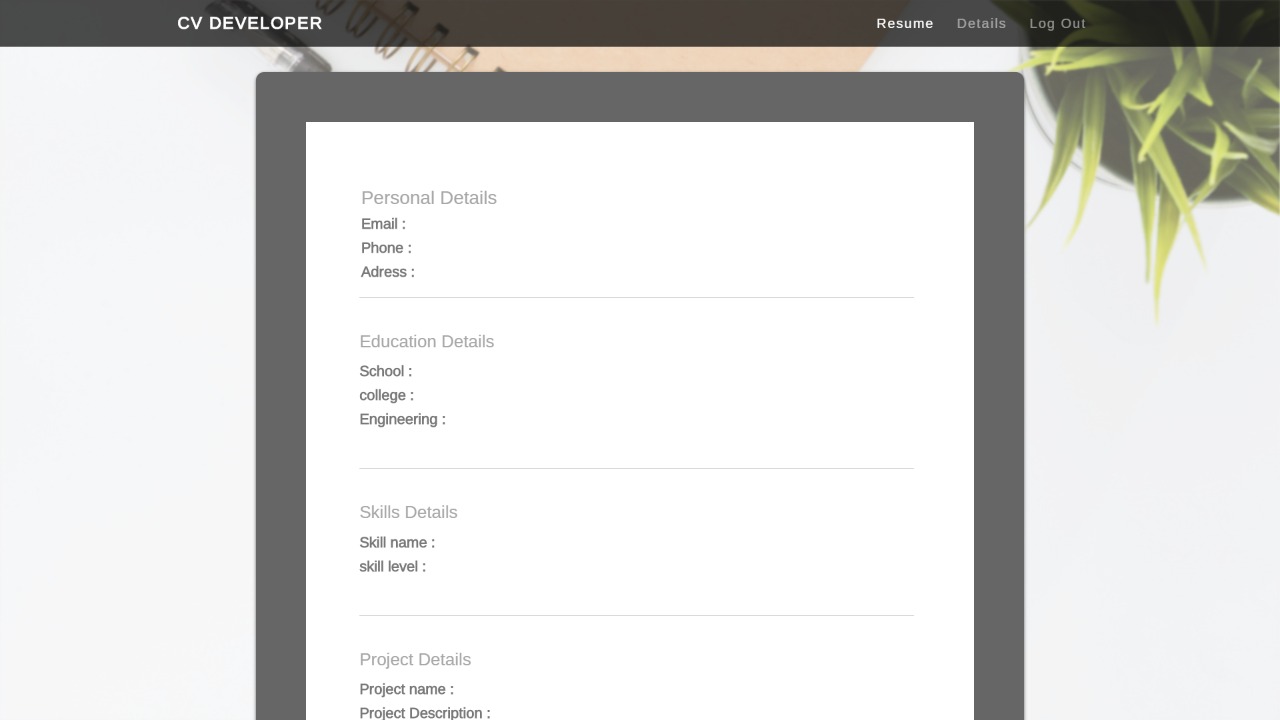 CV DEVELOPER
Resume Details Log Out
Personal Details
Email :
Phone :
Adress :
Education Details
School :
college :
Engineering :
Skills Details
Skill name :
skill level :
Project Details
Project name :
Project Description :